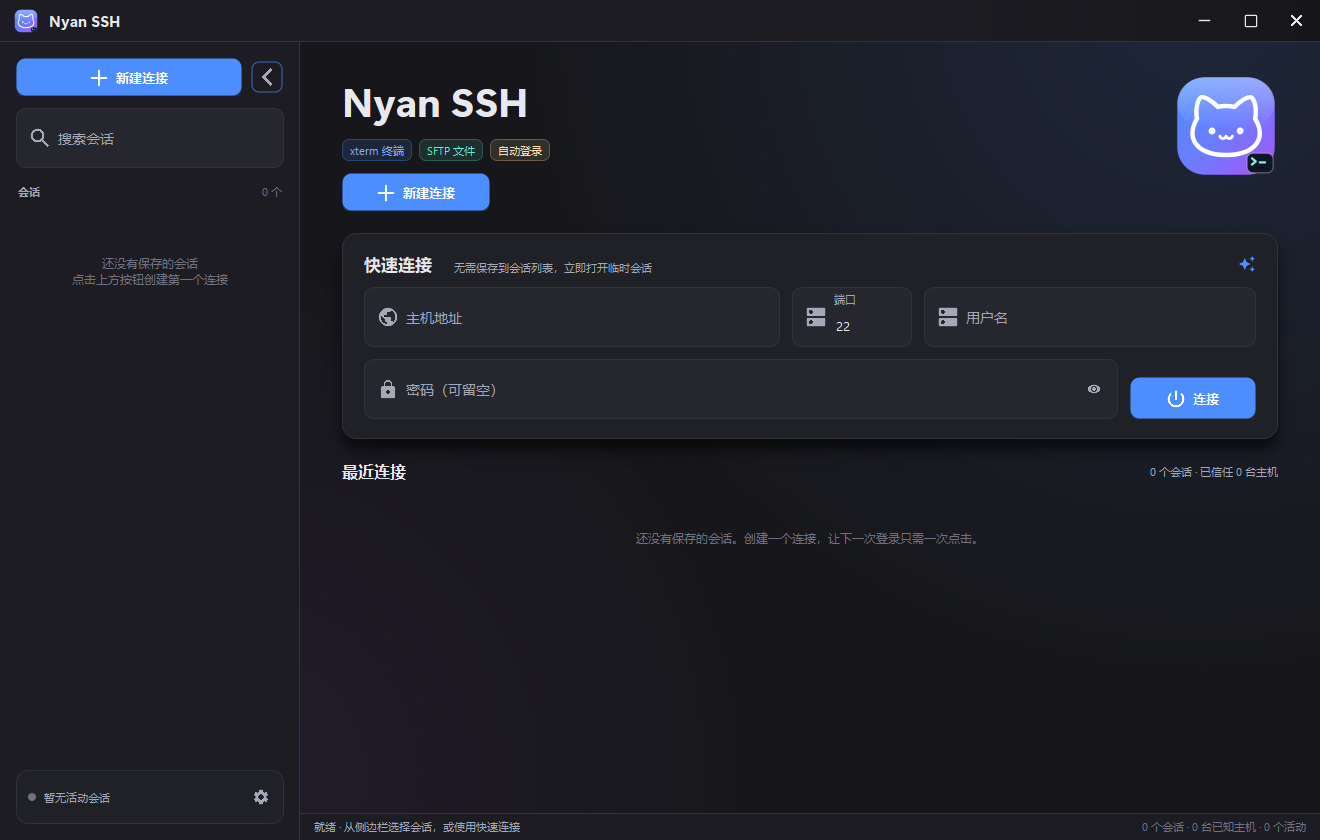 Nyan SSH
新建连接
搜索会话
会话
0 个
还没有保存的会话
点击上方按钮创建第一个连接
暂无活动会话
Nyan SSH
xterm 终端
SFTP 文件
自动登录
新建连接
快速连接
无需保存到会话列表，立即打开临时会话
主机地址
端口
22
用户名
密码（可留空）
连接
最近连接
0 个会话 · 已信任 0 台主机
还没有保存的会话。创建一个连接，让下一次登录只需一次点击。
就绪 · 从侧边栏选择会话，或使用快速连接
0 个会话 · 0 台已知主机 · 0 个活动